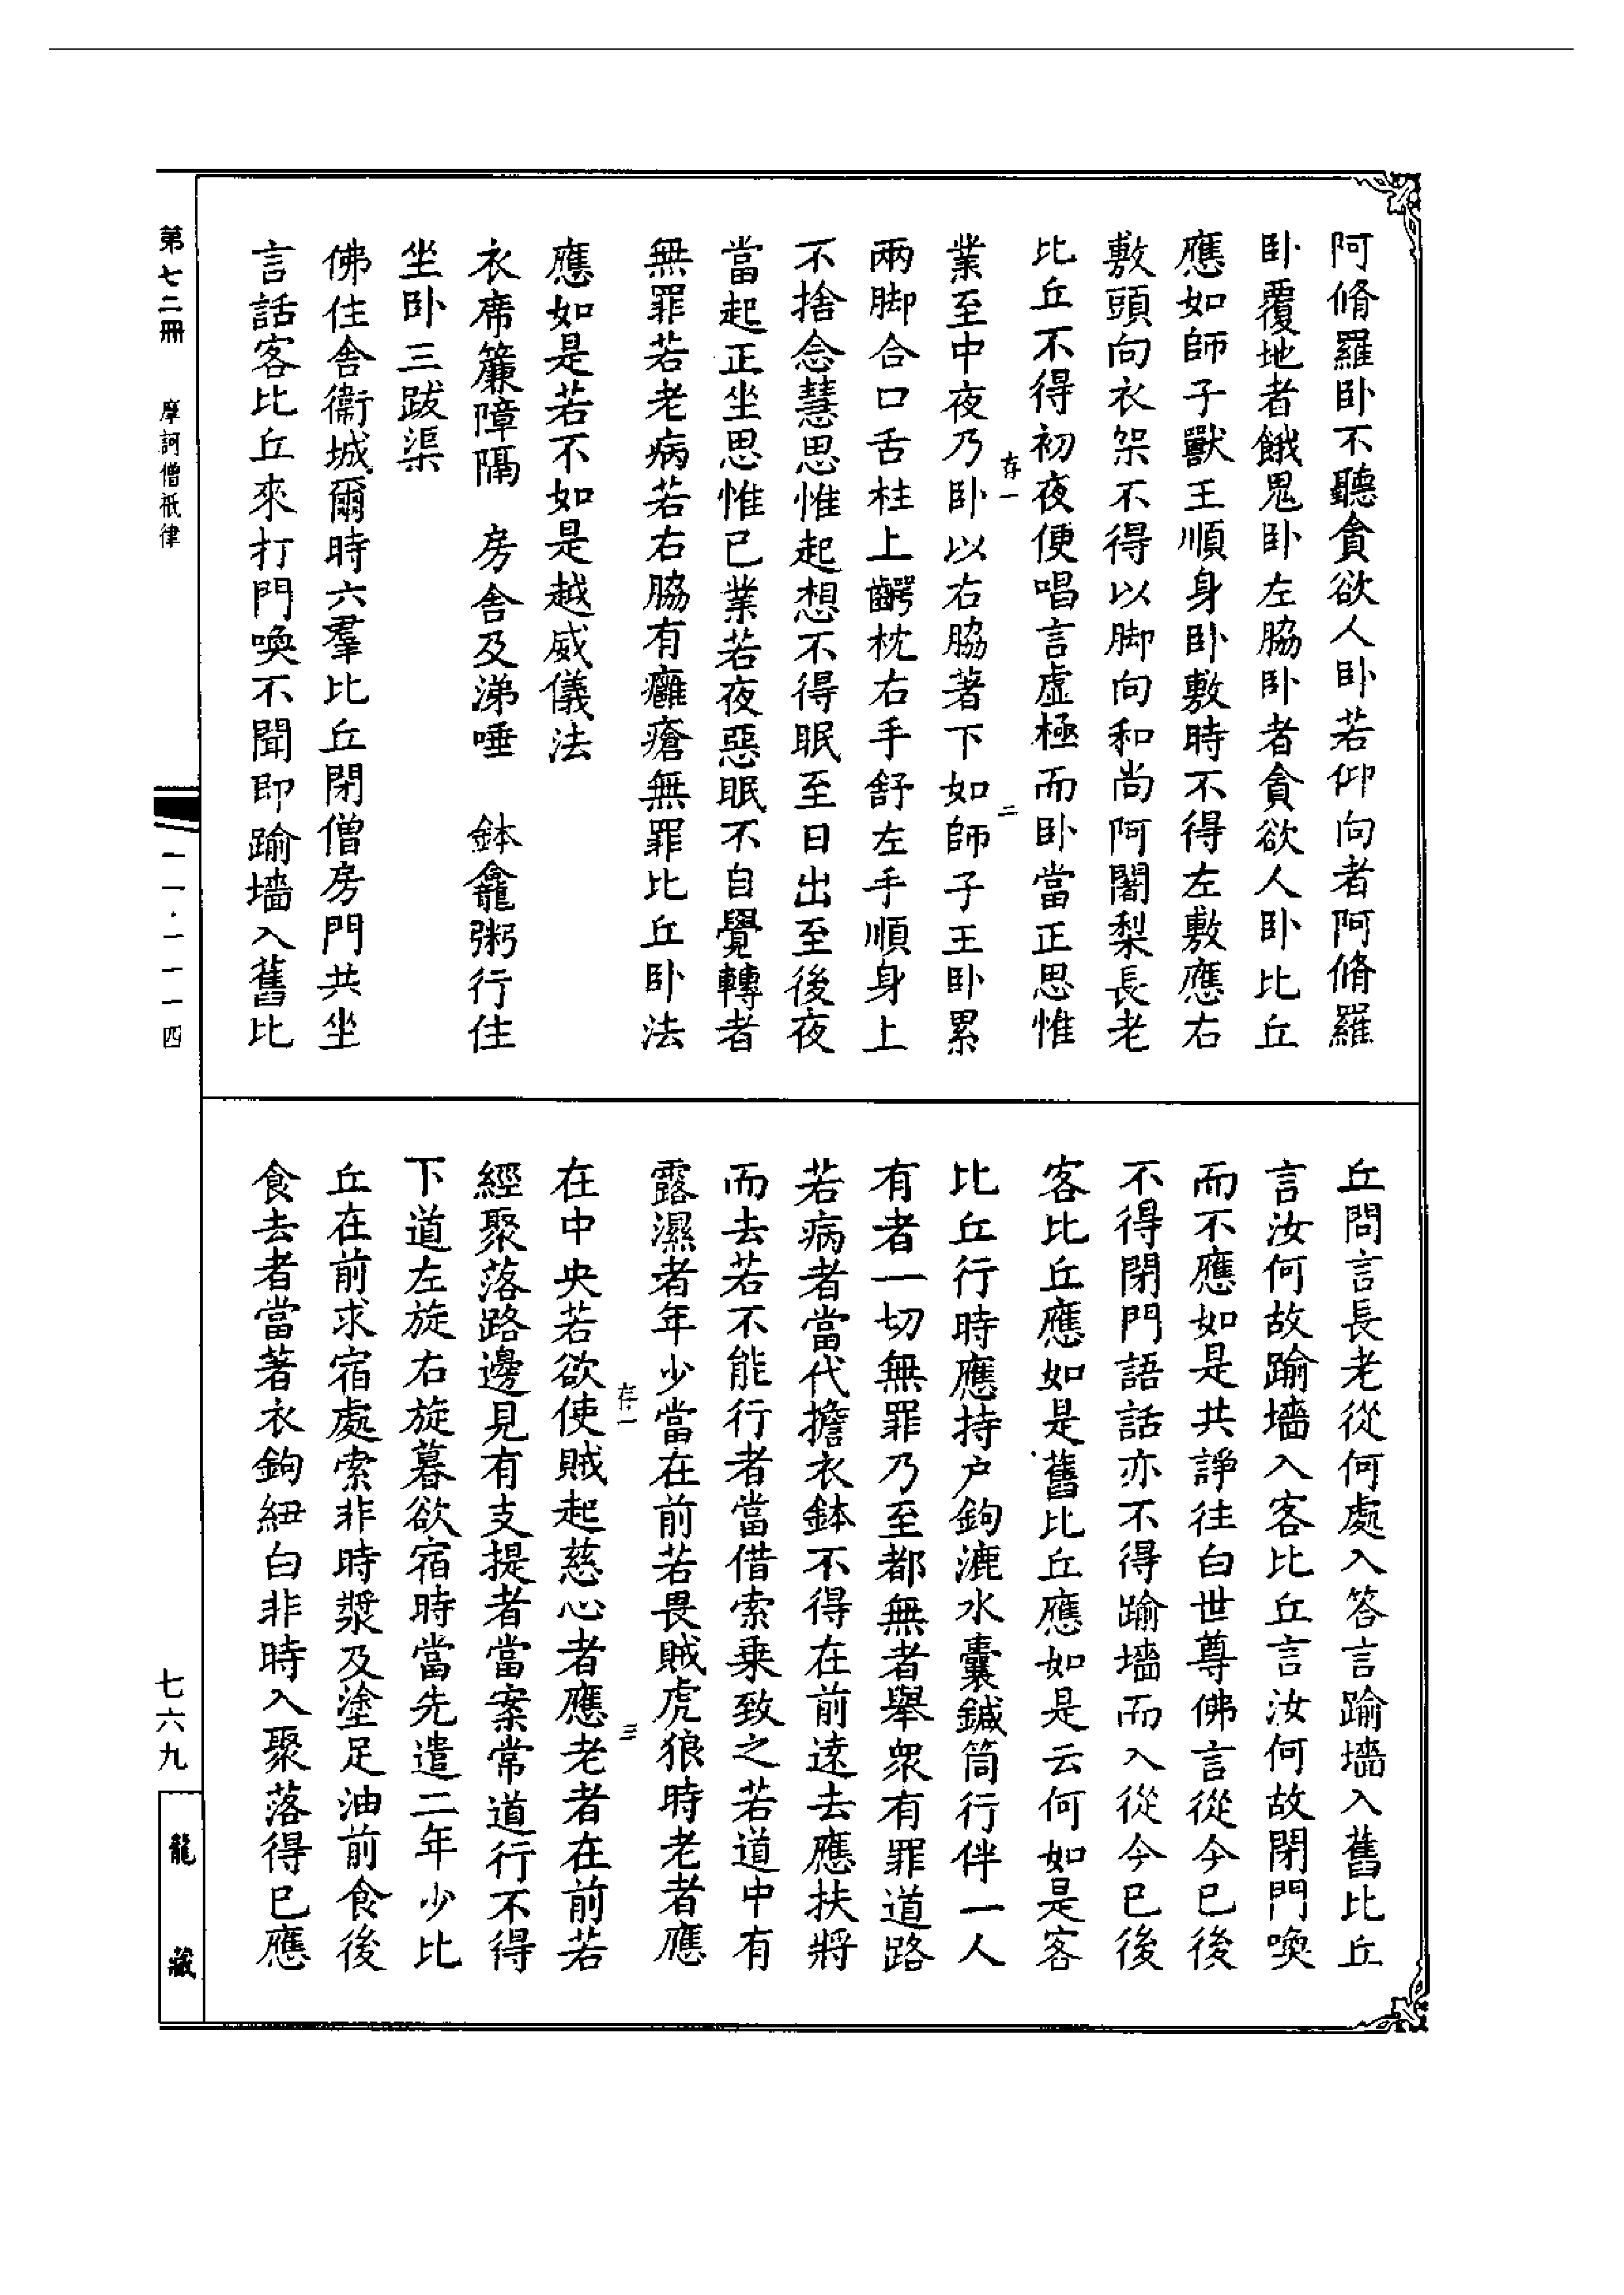 阿脩羅卧不聽貪欲人卧若仰向者阿脩羅
卧覆地者餓鬼卧左脇卧者貪欲人卧比丘
應如師子獸王順身卧敷時不得左敷應右
敷頭向衣架不得以脚向和尚阿闍梨長老
比丘不得初夜便唱言虛極而卧當正思惟
存一
二
業至中夜乃卧以右脇著下如師子王卧累
兩脚合口舌柱上齶枕右手舒左手順身上
不捨念慧思惟起想不得眠至日出至後夜
當起正坐思惟已業若夜惡眠不自覺轉者
無罪若老病若右脇有癰瘡無罪比丘卧法
應如是若不如是越威儀法
衣席簾障隔 房舍及涕唾 鉢龕粥行住
坐卧三跋渠
佛住舍衞城爾時六羣比丘閉僧房門共坐
言話客比丘來打門喚不聞即踰墻入舊比
丘問言長老從何處入答言踰墻入舊比丘
言汝何故踰墻入客比丘言汝何故閉門喚
而不應如是共諍往白世尊佛言從今已後
不得閉門語話亦不得踰墻而入從今已後
客比丘應如是舊比丘應如是云何如是客
比丘行時應持户鉤漉水囊鍼筒行伴一人
有者一切無罪乃至都無者舉衆有罪道路
若病者當代擔衣鉢不得在前遠去應扶將
而去若不能行者當借索乘致之若道中有
露濕者年少當在前若畏賊虎狼時老者應
存一
三
在中央若欲使賊起慈心者應老者在前若
經聚落路邊見有支提者當案常道行不得
下道左旋右旋暮欲宿時當先遣二年少比
丘在前求宿處索非時漿及塗足油前食後
食去者當著衣鉤紐白非時入聚落得已應
第七二冊 摩訶僧祇律
一一·一一一四
七六九
龍藏